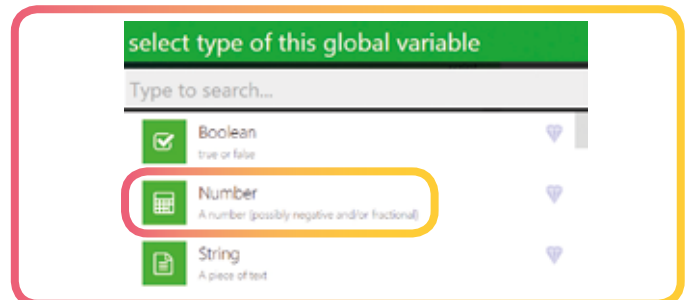 select type of this global variable
Type to search...
Boolean
true or false
Number
A number (possibly negative and/or fractional)
String
A piece of text